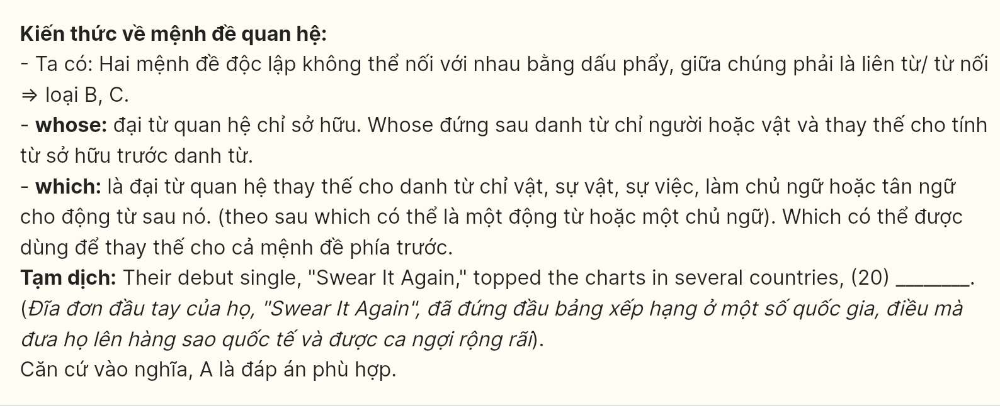 Kiến thức về mệnh đề quan hệ:
- Ta có: Hai mệnh đề độc lập không thể nối với nhau bằng dấu phẩy, giữa chúng phải là liên từ/ từ nối
⇒ loại B, C.
- whose: đại từ quan hệ chỉ sở hữu. Whose đứng sau danh từ chỉ người hoặc vật và thay thế cho tính
từ sở hữu trước danh từ.
- which: là đại từ quan hệ thay thế cho danh từ chỉ vật, sự vật, sự việc, làm chủ ngữ hoặc tân ngữ
cho động từ sau nó. (theo sau which có thể là một động từ hoặc một chủ ngữ). Which có thể được
dùng để thay thế cho cả mệnh đề phía trước.
Tạm dịch: Their debut single, "Swear It Again," topped the charts in several countries, (20) _______.
(Đĩa đơn đầu tay của họ, "Swear It Again", đã đứng đầu bảng xếp hạng ở một số quốc gia, điều mà
đưa họ lên hàng sao quốc tế và được ca ngợi rộng rãi).
Căn cứ vào nghĩa, A là đáp án phù hợp.